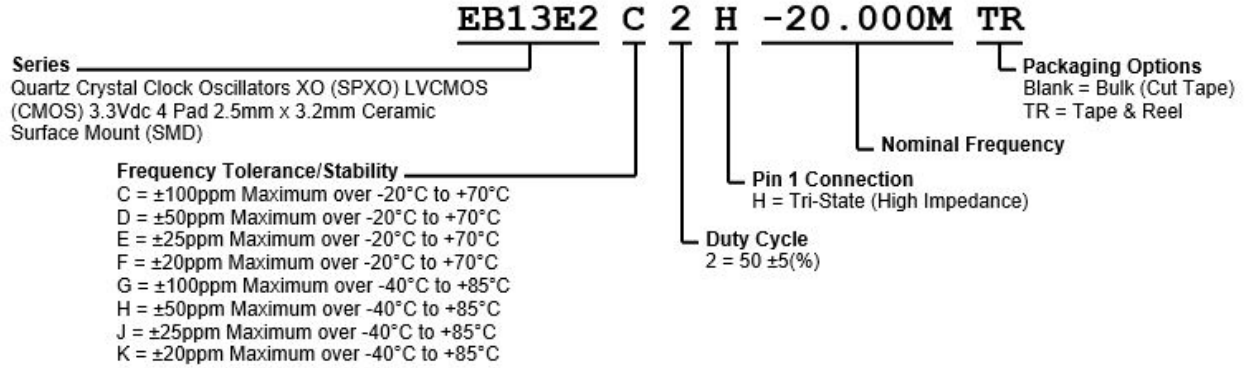 EB13E2 C 2 H -20.000M TR
Series
Quartz Crystal Clock Oscillators XO (SPXO) LVCMOS
(CMOS) 3.3Vdc 4 Pad 2.5mm x 3.2mm Ceramic
Surface Mount (SMD)
Packaging Options
Blank = Bulk (Cut Tape)
TR = Tape & Reel
Nominal Frequency
Frequency Tolerance/Stability
C = ±100ppm Maximum over -20°C to +70°C
D = ±50ppm Maximum over -20°C to +70°C
E = ±25ppm Maximum over -20°C to +70°C
F = ±20ppm Maximum over -20°C to +70°C
G = ±100ppm Maximum over -40°C to +85°C
H = ±50ppm Maximum over -40°C to +85°C
J = ±25ppm Maximum over -40°C to +85°C
K = ±20ppm Maximum over -40°C to +85°C
Pin 1 Connection
H = Tri-State (High Impedance)
Duty Cycle
2 = 50 ±5(%)